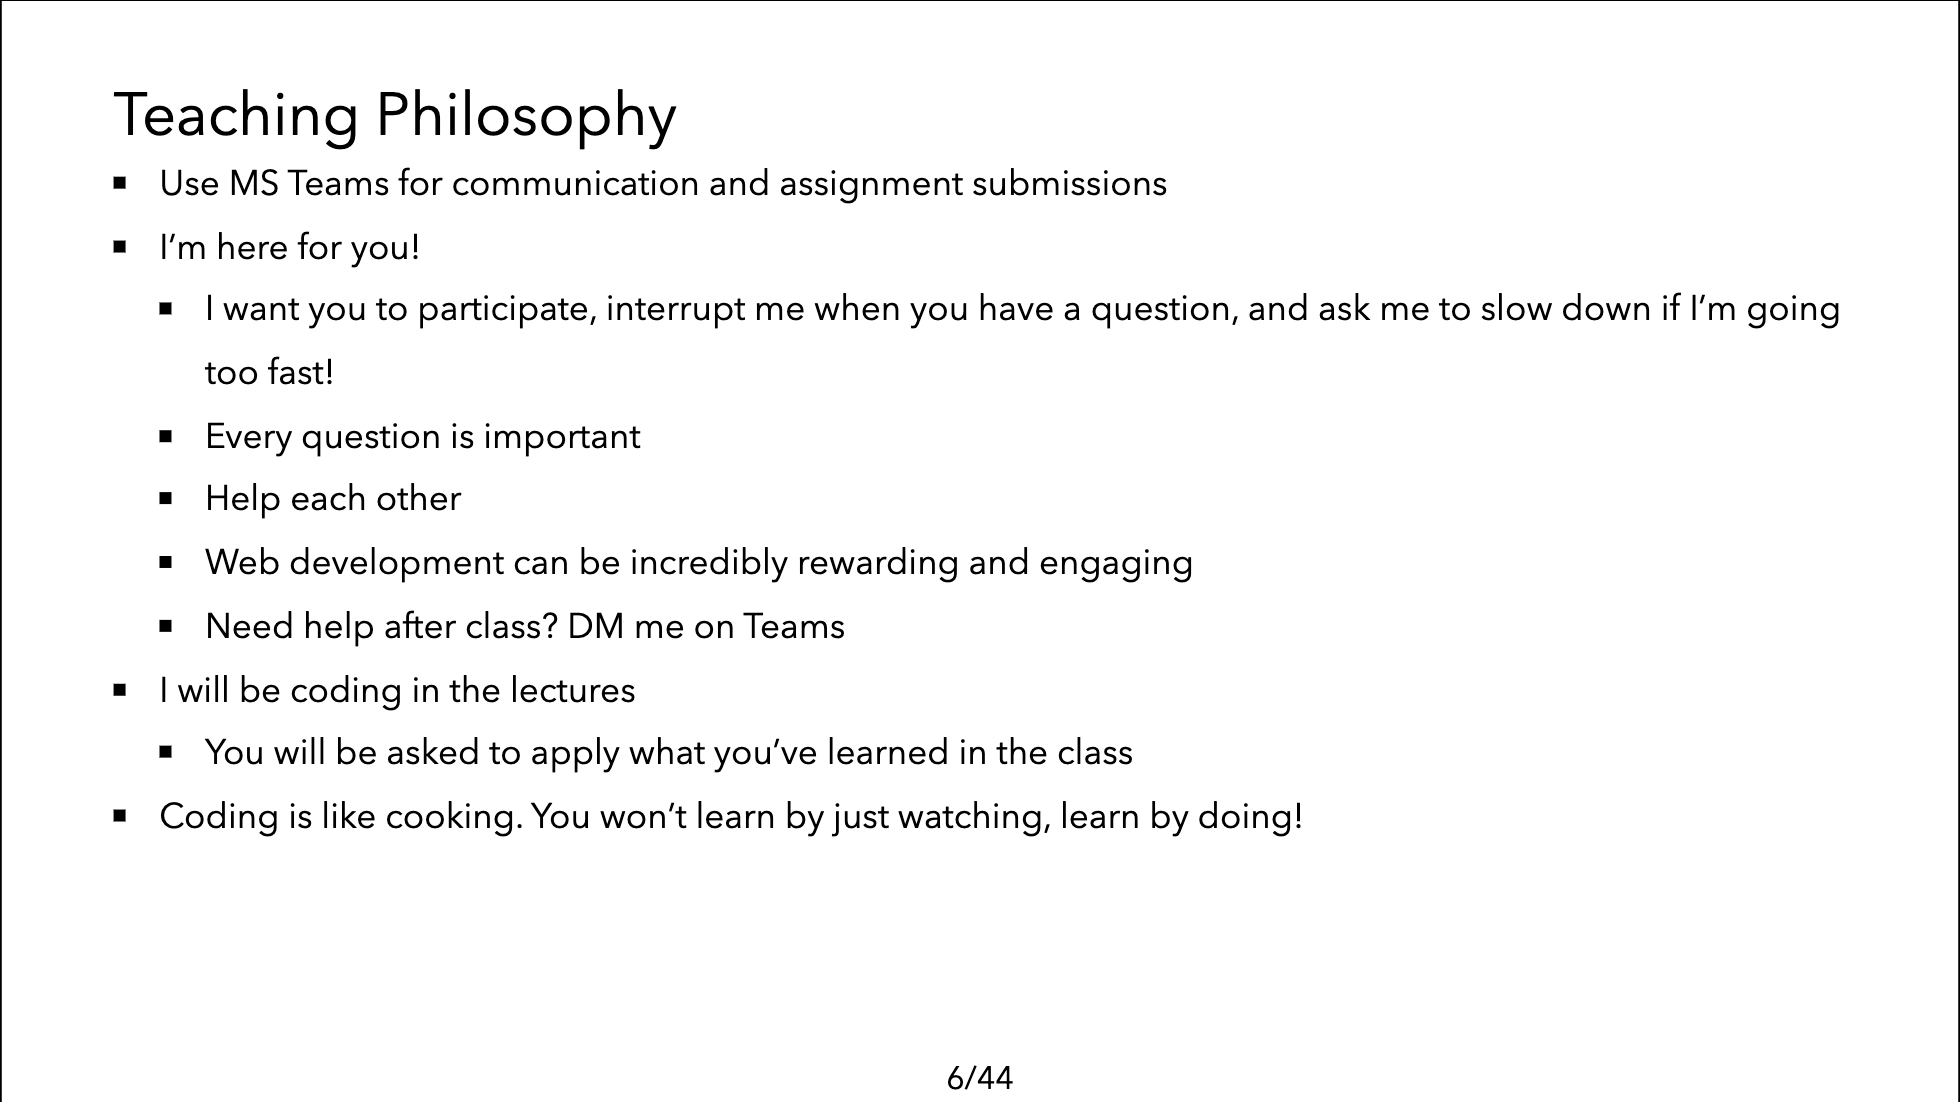 Teaching Philosophy
▪ Use MS Teams for communication and assignment submissions
▪ I’m here for you!
▪ I want you to participate, interrupt me when you have a question, and ask me to slow down if I’m going
too fast!
▪ Every question is important
▪ Help each other
▪ Web development can be incredibly rewarding and engaging
▪ Need help after class? DM me on Teams
▪ I will be coding in the lectures
▪ You will be asked to apply what you’ve learned in the class
▪ Coding is like cooking. You won’t learn by just watching, learn by doing!
6/44